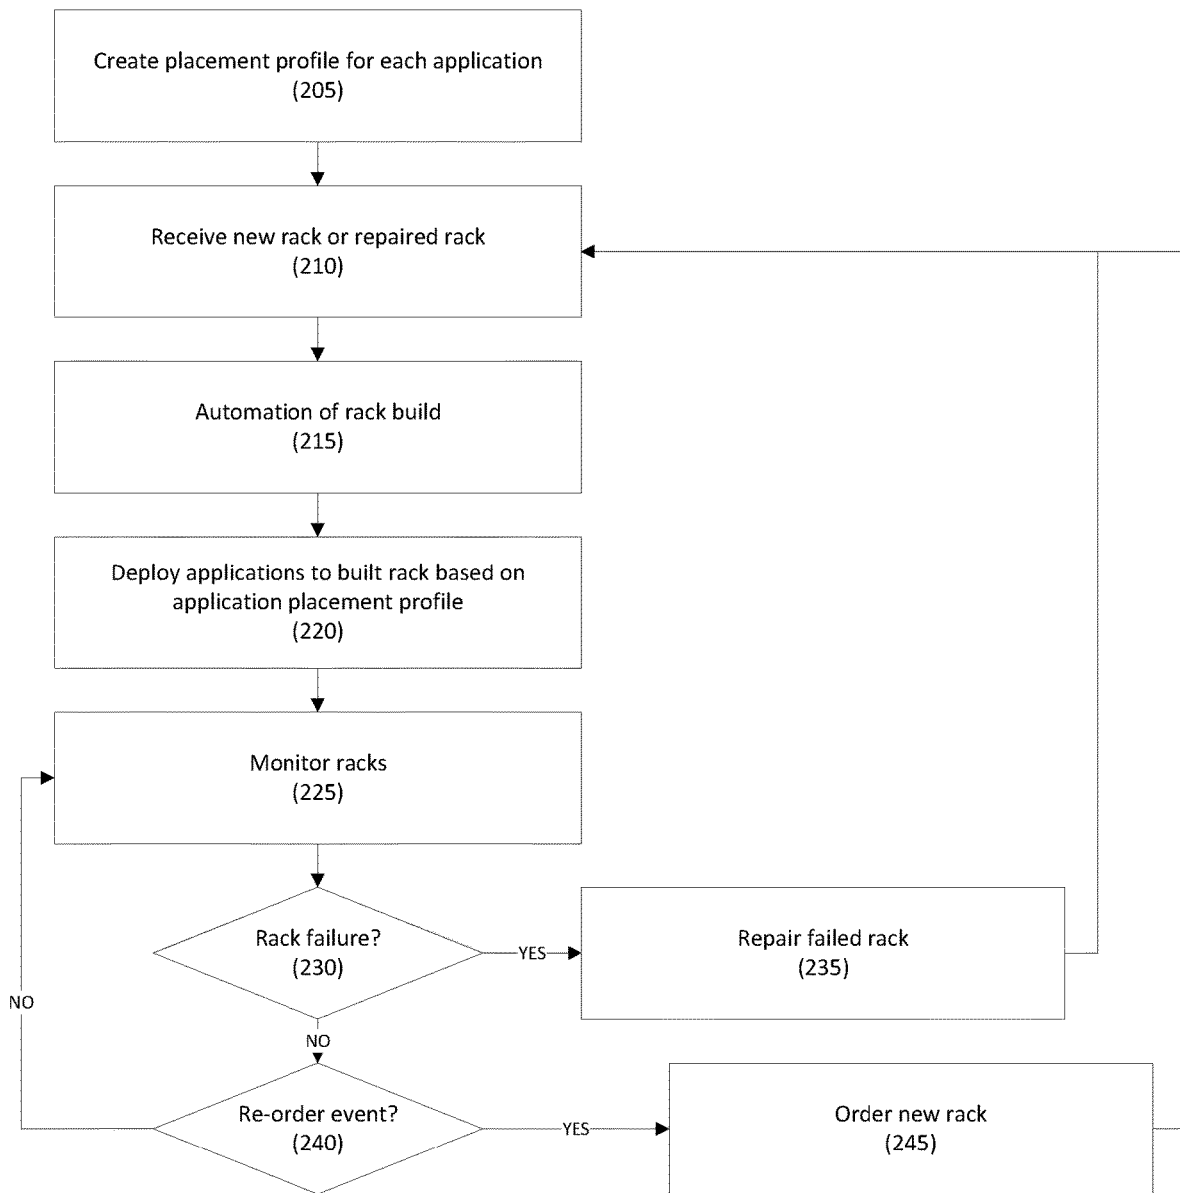 Create placement profile for each application
(205)
Receive new rack or repaired rack
(210)
Automation of rack build
(215)
Deploy applications to built rack based on
application placement profile
(220)
Monitor racks
(225)
Rack failure?
(230)
YES
Repair failed rack
(235)
NO
NO
Re-order event?
(240)
YES
Order new rack
(245)